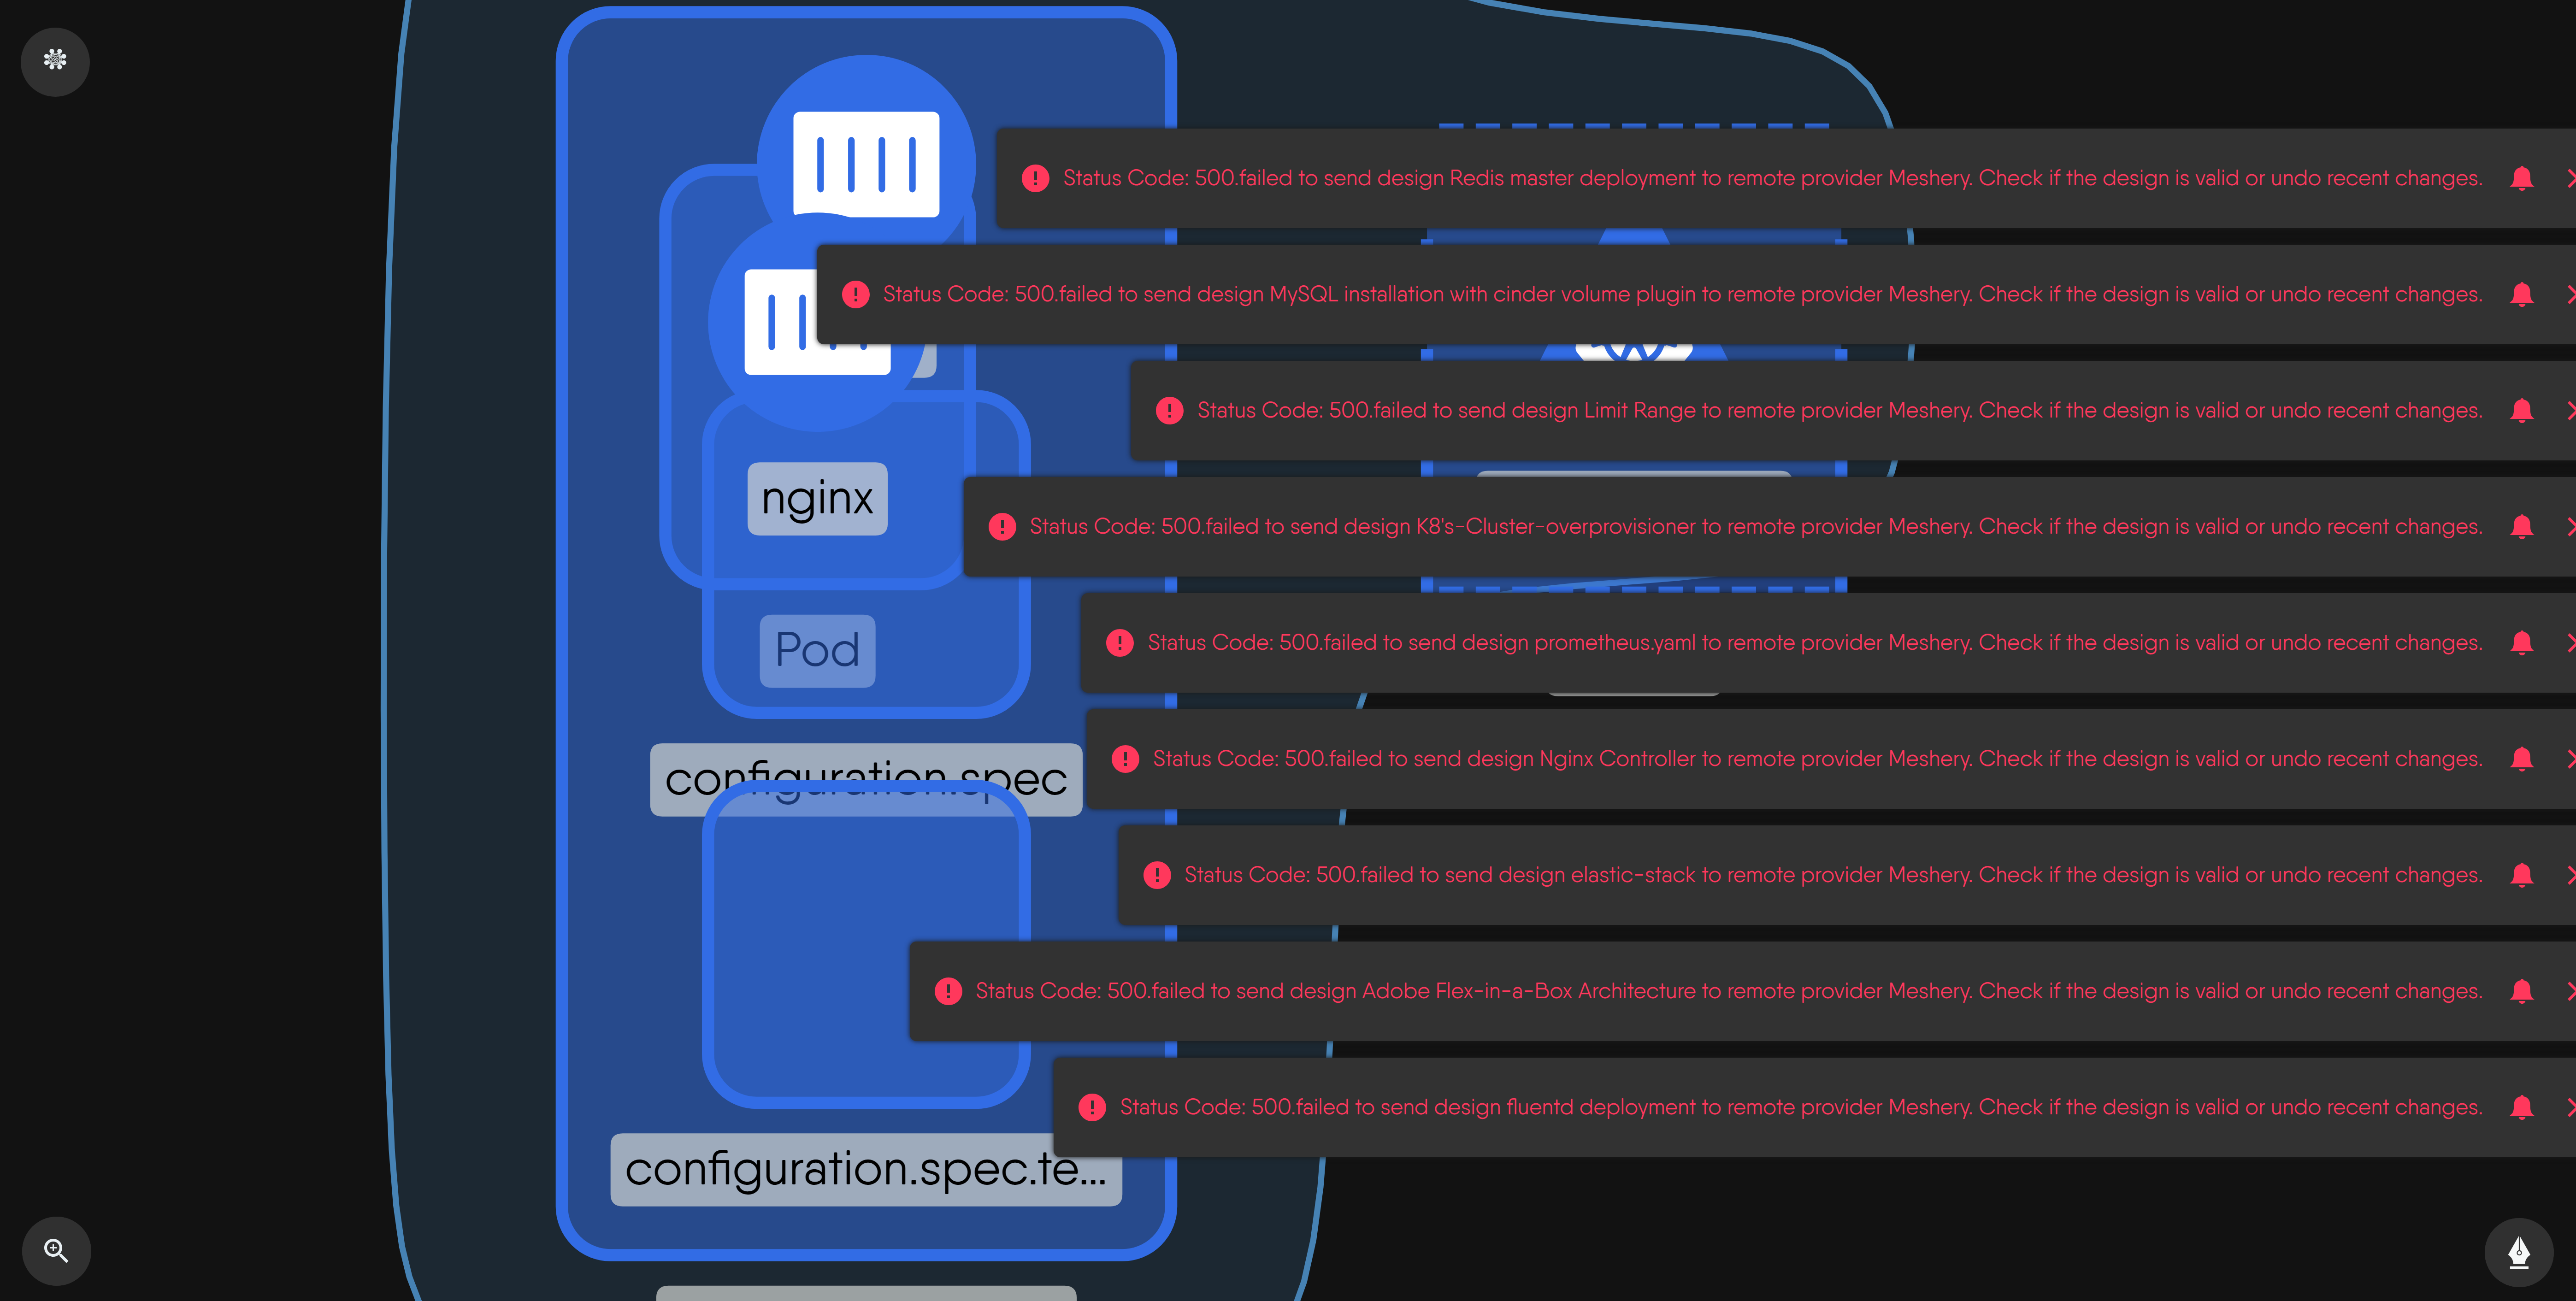 Status Code: 500.failed to send design Redis master deployment to remote provider Meshery. Check if the design is valid or undo recent changes.
Status Code: 500.failed to send design MySQL installation with cinder volume plugin to remote provider Meshery. Check if the design is valid or undo recent changes.
Status Code: 500.failed to send design Limit Range to remote provider Meshery. Check if the design is valid or undo recent changes.
nginx
Status Code: 500.failed to send design K8's-Cluster-overprovisioner to remote provider Meshery. Check if the design is valid or undo recent changes.
Pod
Status Code: 500.failed to send design prometheus.yaml to remote provider Meshery. Check if the design is valid or undo recent changes.
configuration.spec
Status Code: 500.failed to send design Nginx Controller to remote provider Meshery. Check if the design is valid or undo recent changes.
Status Code: 500.failed to send design elastic-stack to remote provider Meshery. Check if the design is valid or undo recent changes.
Status Code: 500.failed to send design Adobe Flex-in-a-Box Architecture to remote provider Meshery. Check if the design is valid or undo recent changes.
Status Code: 500.failed to send design fluentd deployment to remote provider Meshery. Check if the design is valid or undo recent changes.
configuration.spec.te...